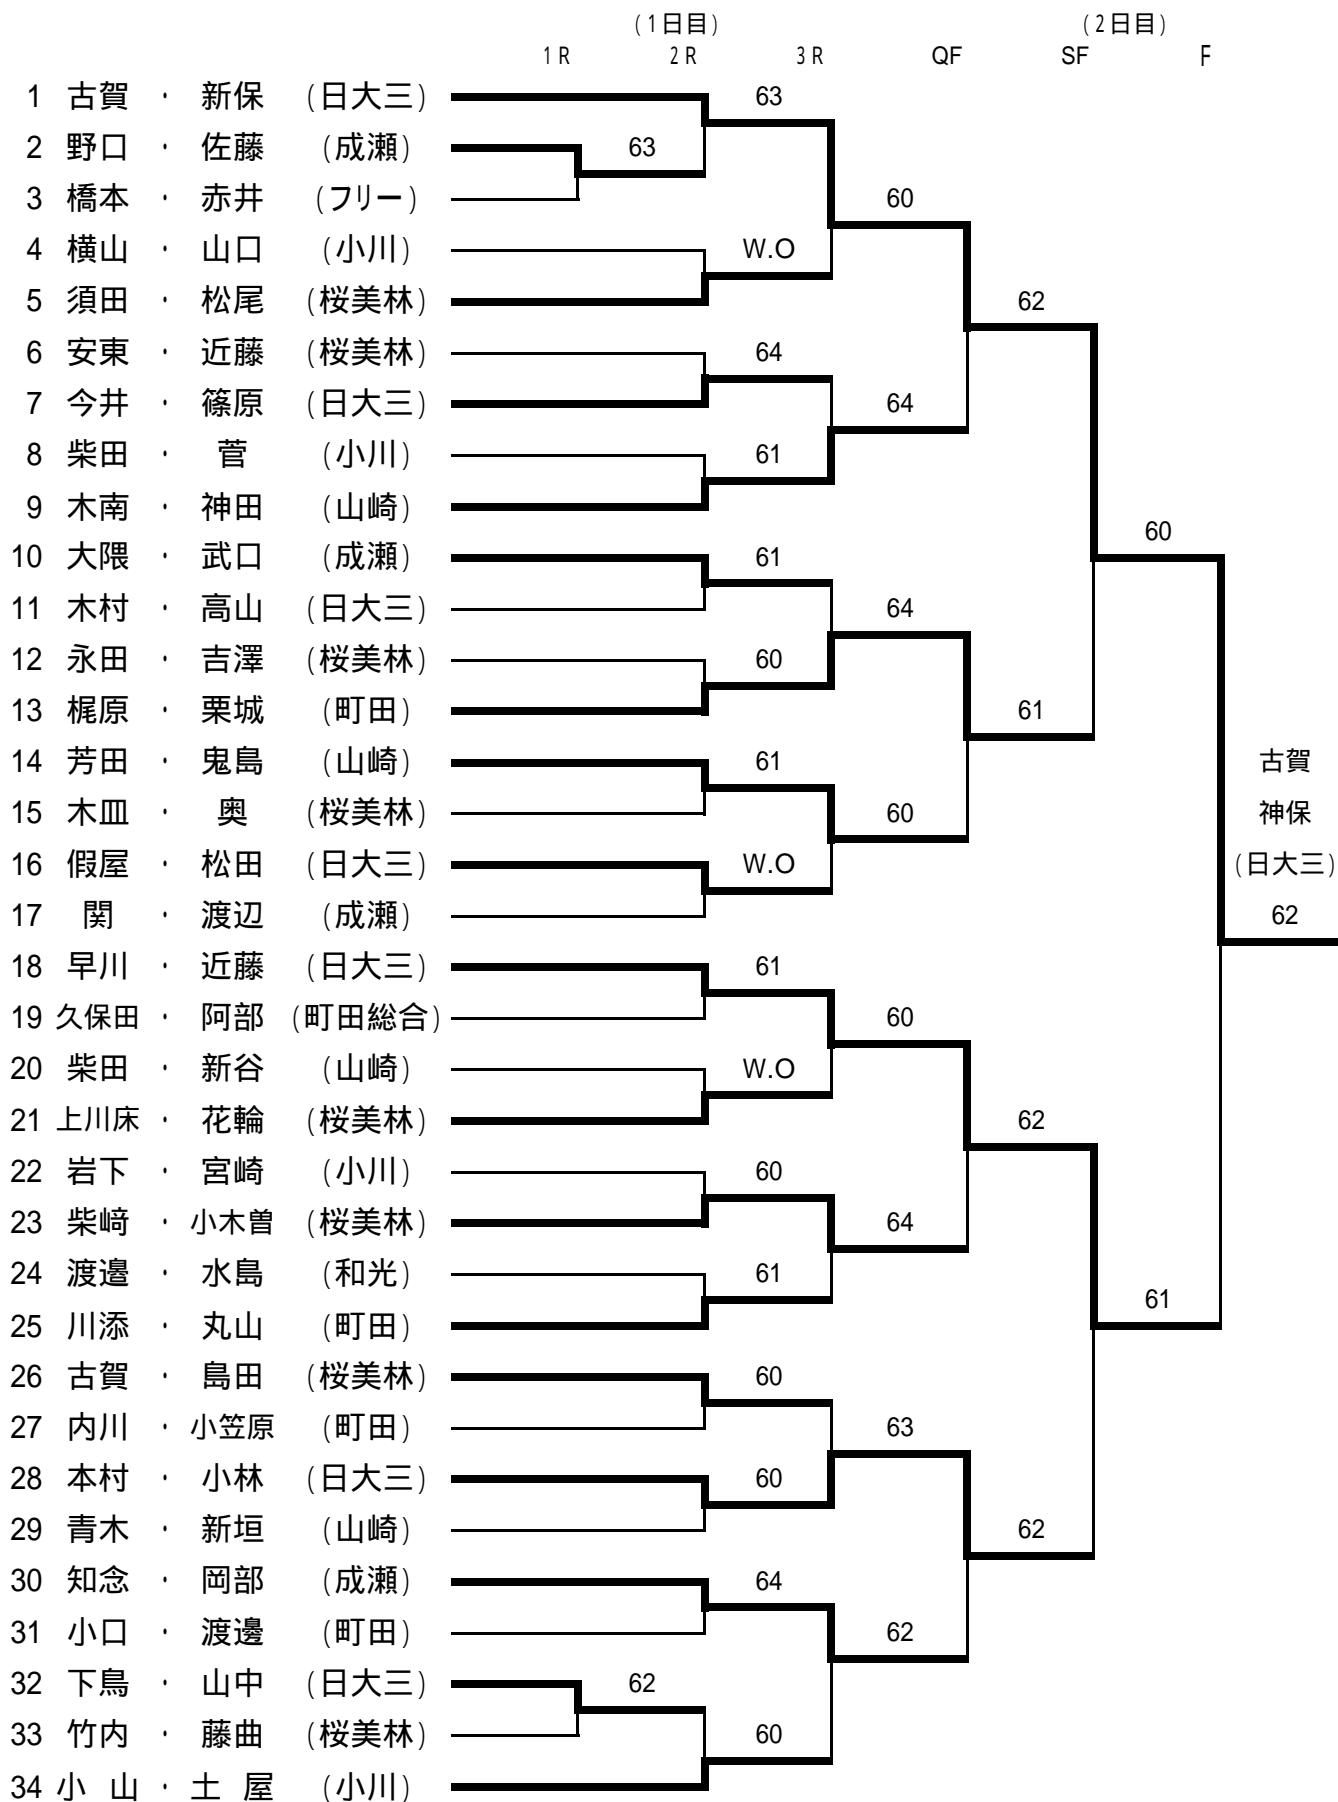 (1日目) (2日目)
1R 2R 3R QF SF F
1 古賀 ・ 新保 (日大三) 63
2 野口 ・ 佐藤 (成瀬) 63
3 橋本 ・ 赤井 (フリー) 60
4 横山 ・ 山口 (小川) W.O
5 須田 ・ 松尾 (桜美林) 62
6 安東 ・ 近藤 (桜美林) 64
7 今井 ・ 篠原 (日大三) 64
8 柴田 ・ 菅 (小川) 61
9 木南 ・ 神田 (山崎)
10 大隈 ・ 武口 (成瀬) 61 60
11 木村 ・ 高山 (日大三) 64
12 永田 ・ 吉澤 (桜美林) 60
13 梶原 ・ 栗城 (町田) 61
14 芳田 ・ 鬼島 (山崎) 61 古賀
15 木皿 ・ 奥 (桜美林) 60 神保
16 假屋 ・ 松田 (日大三) W.O (日大三)
17 関 ・ 渡辺 (成瀬) 62
18 早川 ・ 近藤 (日大三) 61
19 久保田 ・ 阿部 (町田総合) 60
20 柴田 ・ 新谷 (山崎) W.O
21 上川床 ・ 花輪 (桜美林) 62
22 岩下 ・ 宮崎 (小川) 60
23 柴﨑 ・ 小木曽 (桜美林) 64
24 渡邉 ・ 水島 (和光) 61
25 川添 ・ 丸山 (町田) 61
26 古賀 ・ 島田 (桜美林) 60
27 内川 ・ 小笠原 (町田) 63
28 本村 ・ 小林 (日大三) 60
29 青木 ・ 新垣 (山崎) 62
30 知念 ・ 岡部 (成瀬) 64
31 小口 ・ 渡邊 (町田) 62
32 下鳥 ・ 山中 (日大三) 62
33 竹内 ・ 藤曲 (桜美林) 60
34 小 山 ・ 土 屋 (小川)